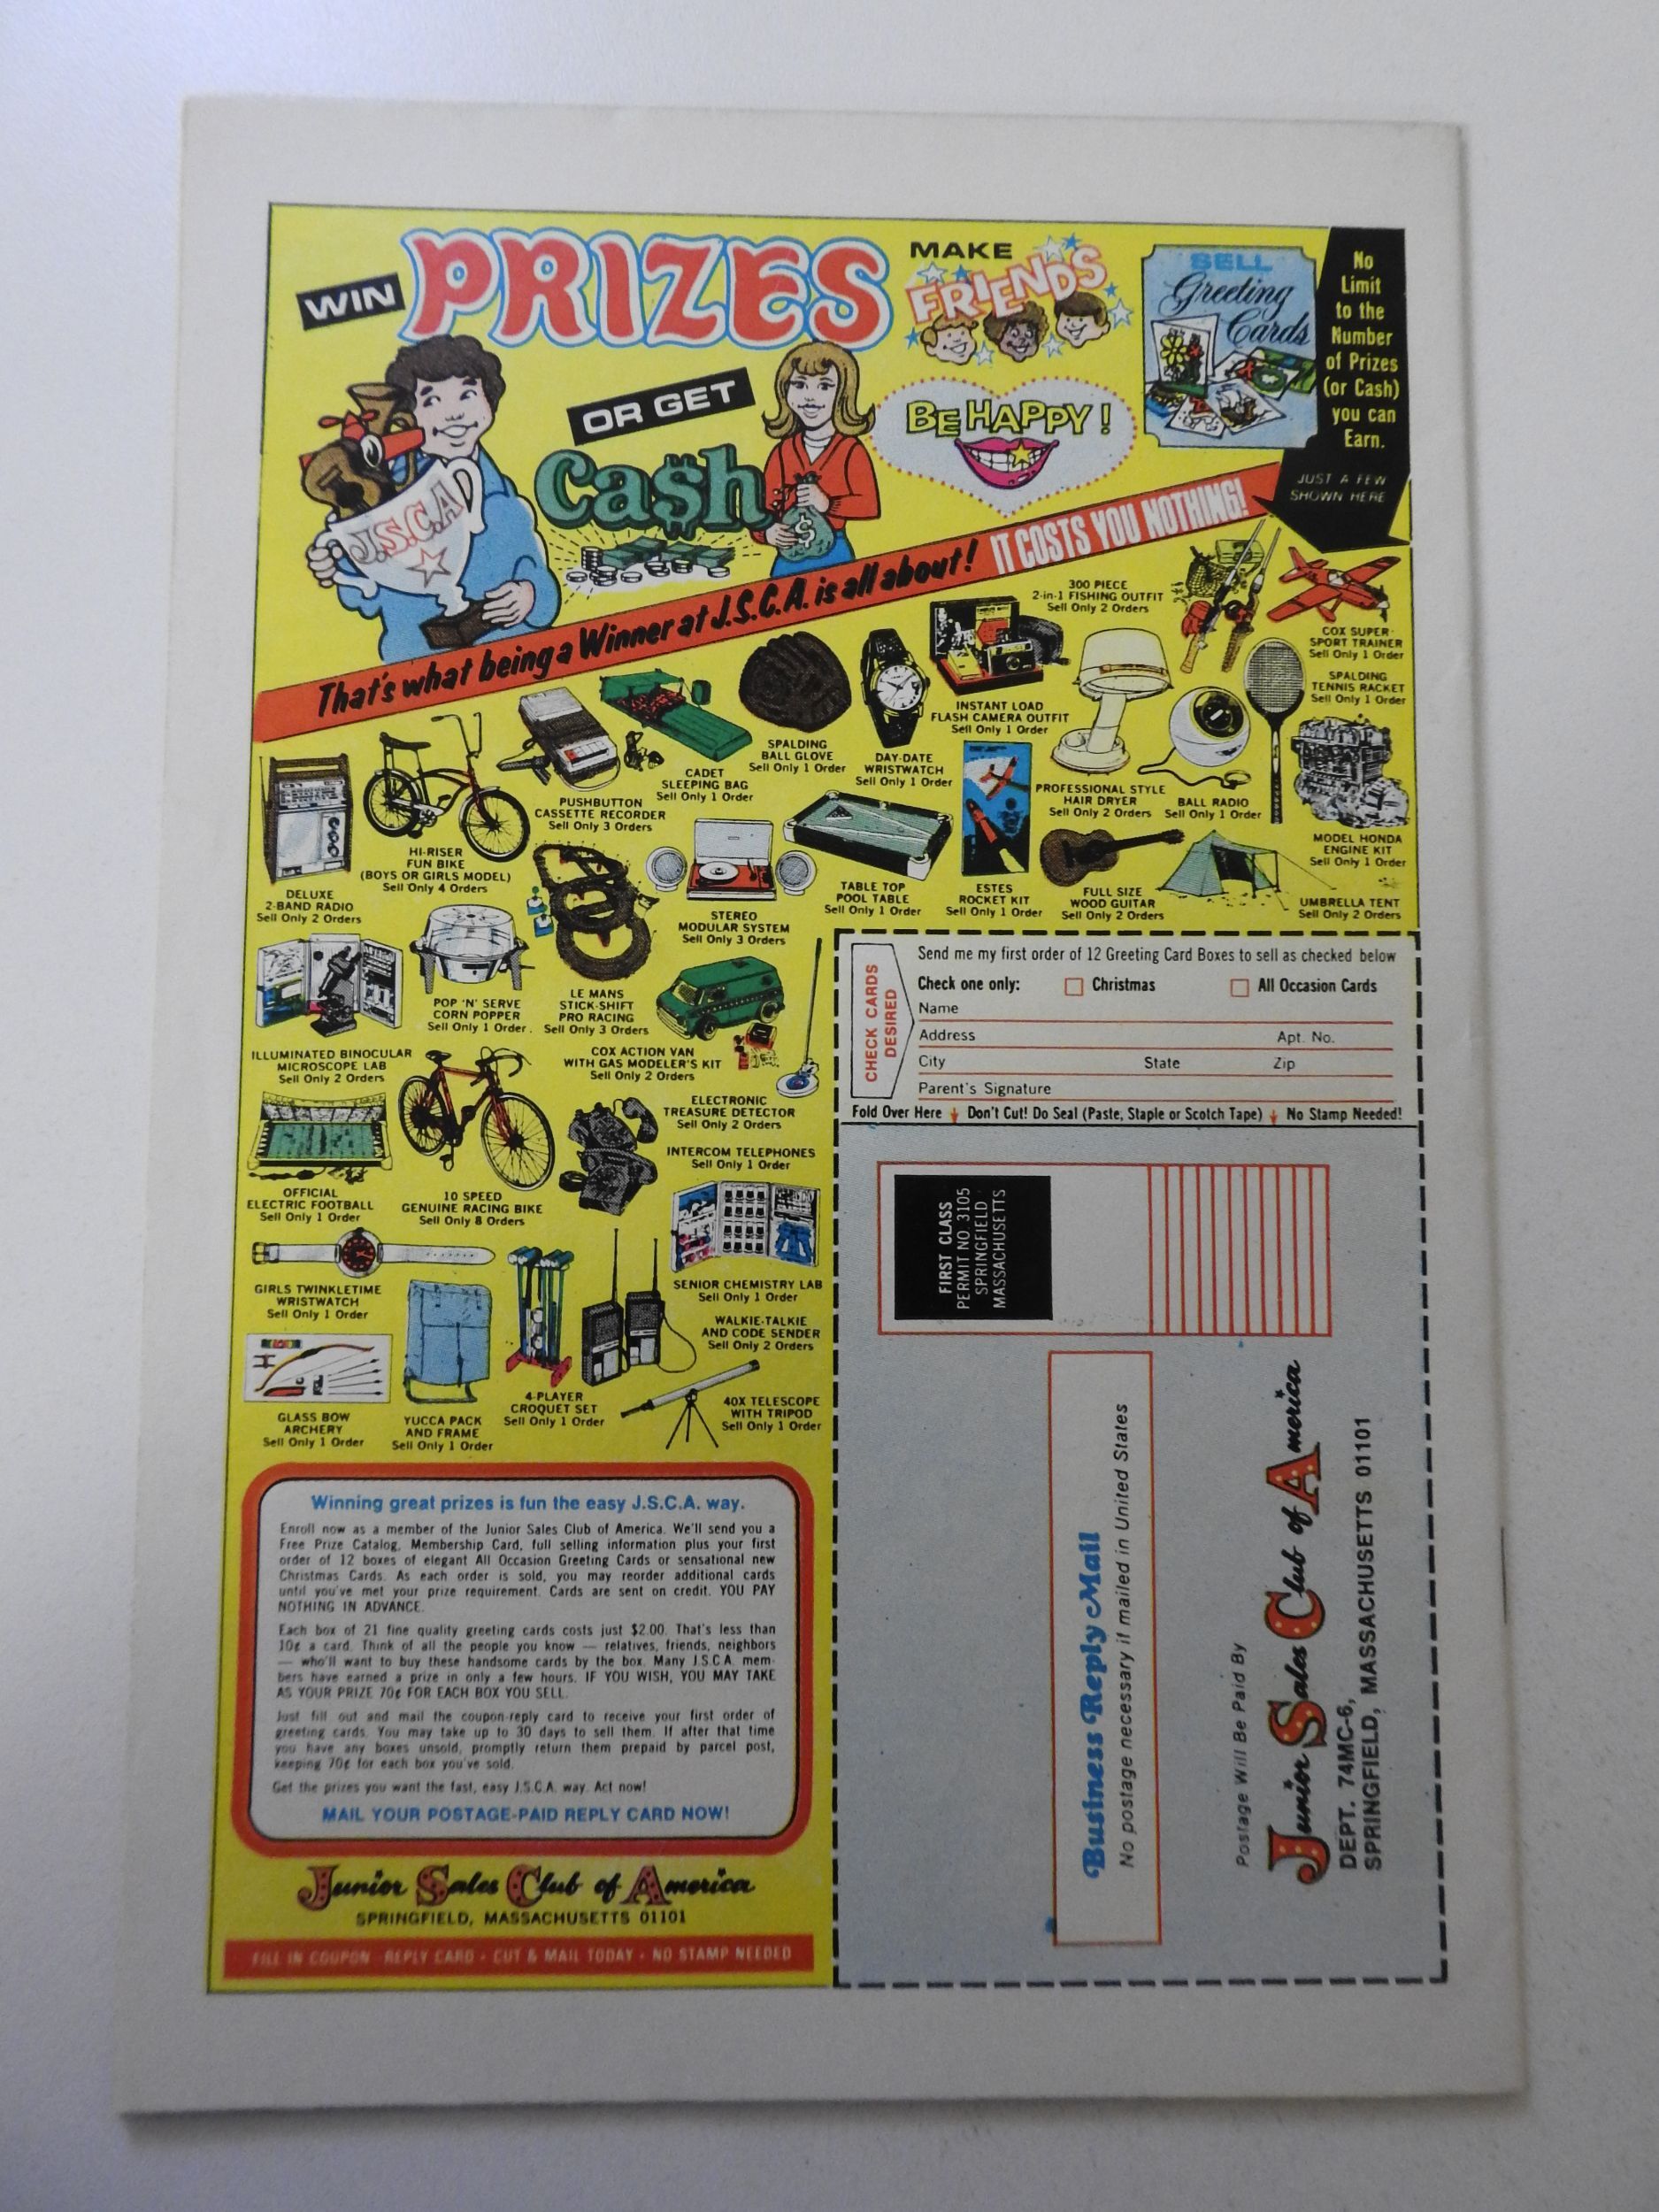 WIN PRIZES
MAKE
FRIENDS
SELL
Greeting
Cards
No
Limit
to the
Number
of Prizes
(or Cash)
you can
Earn.
JUST A FEW
SHOWN HERE
OR GET
Ca$h
BE HAPPY!
J.S.C.A
$
That's what being a Winner at J.S.C.A. is all about! IT COSTS YOU NOTHING!
300 PIECE
2-in-1 FISHING OUTFIT
Sell Only 2 Orders
COX SUPER-
SPORT TRAINER
Sell Only 1 Order
SPALDING
TENNIS RACKET
Sell Only 1 Order
INSTANT LOAD
FLASH CAMERA OUTFIT
Sell Only 1 Order
SPALDING
BALL GLOVE
Sell Only 1 Order
DAY-DATE
WRISTWATCH
Sell Only 1 Order
CADET
SLEEPING BAG
Sell Only 1 Order
PUSHBUTTON
CASSETTE RECORDER
Sell Only 3 Orders
PROFESSIONAL STYLE
HAIR DRYER
Sell Only 2 Orders
BALL RADIO
Sell Only 1 Order
MODEL HONDA
ENGINE KIT
Sell Only 1 Order
HI-RISER
FUN BIKE
(BOYS OR GIRLS MODEL)
Sell Only 4 Orders
DELUXE
2-BAND RADIO
Sell Only 2 Orders
STEREO
MODULAR SYSTEM
Sell Only 3 Orders
TABLE TOP
POOL TABLE
Sell Only 1 Order
ESTES
ROCKET KIT
Sell Only 1 Order
FULL SIZE
WOOD GUITAR
Sell Only 2 Orders
UMBRELLA TENT
Sell Only 2 Orders
POP 'N' SERVE
CORN POPPER
Sell Only 1 Order.
LE MANS
STICK-SHIFT
PRO RACING
Sell Only 3 Orders
ILLUMINATED BINOCULAR
MICROSCOPE LAB
Sell Only 2 Orders
COX ACTION VAN
WITH GAS MODELER'S KIT
Sell Only 2 Orders
ELECTRONIC
TREASURE DETECTOR
Sell Only 2 Orders
INTERCOM TELEPHONES
Sell Only 1 Order
OFFICIAL
ELECTRIC FOOTBALL
Sell Only 1 Order
10 SPEED
GENUINE RACING BIKE
Sell Only 8 Orders
GIRLS TWINKLETIME
WRISTWATCH
Sell Only 1 Order
SENIOR CHEMISTRY LAB
Sell Only 1 Order
WALKIE-TALKIE
AND CODE SENDER
Sell Only 2 Orders
GLASS BOW
ARCHERY
Sell Only 1 Order
YUCCA PACK
AND FRAME
Sell Only 1 Order
4-PLAYER
CROQUET SET
Sell Only 1 Order
40X TELESCOPE
WITH TRIPOD
Sell Only 1 Order
Winning great prizes is fun the easy J.S.C.A. way.
Enroll now as a member of the Junior Sales Club of America. We'll send you a
Free Prize Catalog, Membership Card, full selling information plus your first
order of 12 boxes of elegant All Occasion Greeting Cards or sensational new
Christmas Cards. As each order is sold, you may reorder additional cards
until you've met your prize requirement. Cards are sent on credit. YOU PAY
NOTHING IN ADVANCE.
Each box of 21 fine quality greeting cards costs just $2.00. That's less than
10¢ a card. Think of all the people you know — relatives, friends, neighbors
— who'll want to buy these handsome cards by the box. Many J.S.C.A. mem-
bers have earned a prize in only a few hours. IF YOU WISH, YOU MAY TAKE
AS YOUR PRIZE 70¢ FOR EACH BOX YOU SELL.
Just fill out and mail the coupon-reply card to receive your first order of
greeting cards. You may take up to 30 days to sell them. If after that time
you have any boxes unsold, promptly return them prepaid by parcel post,
keeping 70¢ for each box you've sold.
Get the prizes you want the fast, easy J.S.C.A. way. Act now!
MAIL YOUR POSTAGE-PAID REPLY CARD NOW!
Junior Sales Club of America
SPRINGFIELD, MASSACHUSETTS 01101
FILL IN COUPON-REPLY CARD • CUT & MAIL TODAY • NO STAMP NEEDED
CHECK CARDS
DESIRED
Send me my first order of 12 Greeting Card Boxes to sell as checked below
Check one only: Christmas All Occasion Cards
Name
Address Apt. No.
City State Zip
Parent's Signature
Fold Over Here Don't Cut! Do Seal (Paste, Staple or Scotch Tape) No Stamp Needed!
FIRST CLASS
PERMIT NO. 3105
SPRINGFIELD
MASSACHUSETTS
Business Reply Mail
No postage necessary if mailed in United States
Postage Will Be Paid By
Junior Sales Club of America
DEPT. 74MC-6,
SPRINGFIELD, MASSACHUSETTS 01101